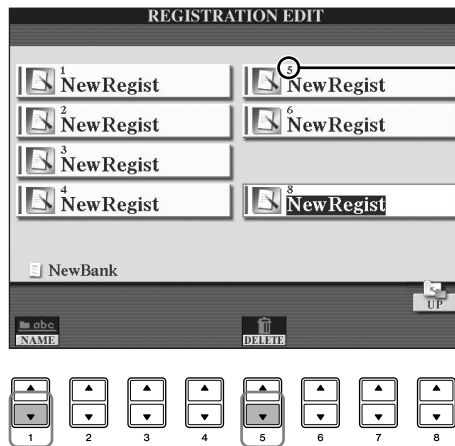 REGISTRATION EDIT
1
NewRegist
2
NewRegist
3
NewRegist
4
NewRegist
5
NewRegist
6
NewRegist
8
NewRegist
NewBank
UP
abc
NAME
DELETE
1 2 3 4 5 6 7 8